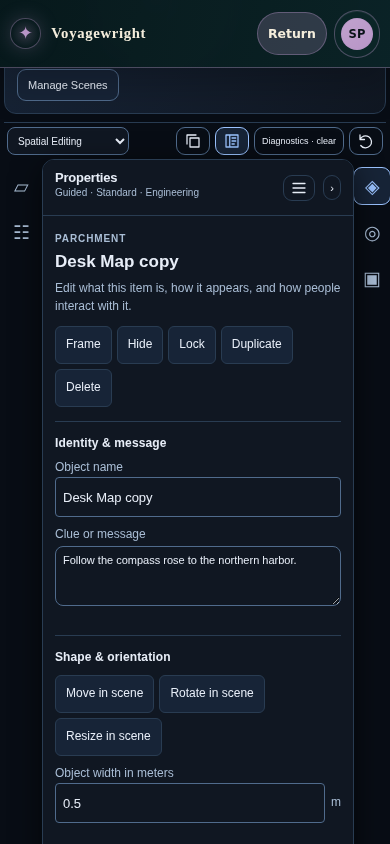 Voyagewright
Return
SP
Manage Scenes
Spatial Editing
Diagnostics · clear
Properties
Guided · Standard · Engineering
PARCHMENT
Desk Map copy
Edit what this item is, how it appears, and how people
interact with it.
Frame
Hide
Lock
Duplicate
Delete
Identity & message
Object name
Desk Map copy
Clue or message
Follow the compass rose to the northern harbor.
Shape & orientation
Move in scene
Rotate in scene
Resize in scene
Object width in meters
0.5
m